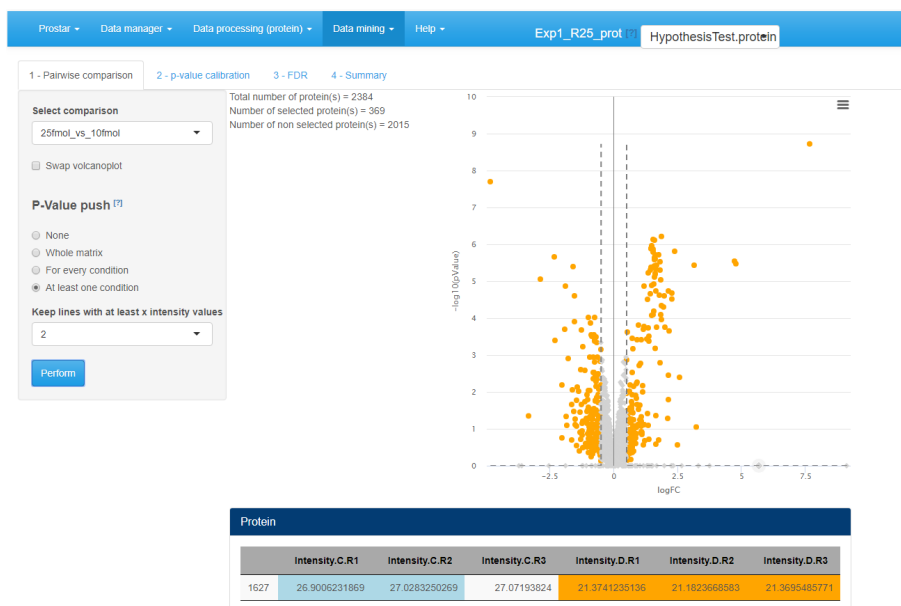 Prostar Data manager Data processing (protein) Data mining Help Exp1_R25_prot [?] HypothesisTest.protein
1 - Pairwise comparison 2 - p-value calibration 3 - FDR 4 - Summary
Select comparison
25fmol_vs_10fmol
Swap volcanoplot
P-Value push [?]
None
Whole matrix
For every condition
At least one condition
Keep lines with at least x intensity values
2
Perform
Total number of protein(s) = 2384
Number of selected protein(s) = 369
Number of non selected protein(s) = 2015
10
9
8
7
6
5
4
3
2
1
0
-log10(pValue)
-2.5 0 2.5 5 7.5
logFC
Protein
Intensity.C.R1 Intensity.C.R2 Intensity.C.R3 Intensity.D.R1 Intensity.D.R2 Intensity.D.R3
1627 26.9006231869 27.0283250269 27.07193824 21.3741235136 21.1823668583 21.3695485771